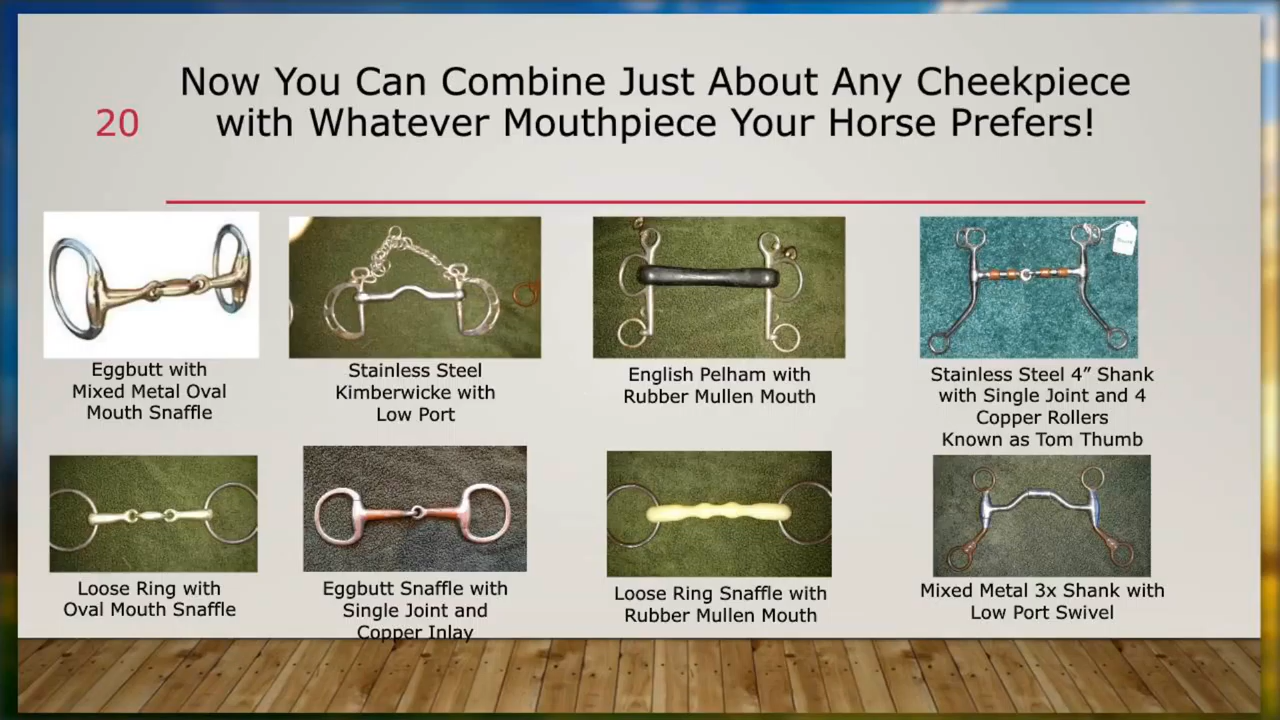 Now You Can Combine Just About Any Cheekpiece
with Whatever Mouthpiece Your Horse Prefers!
20
Eggbutt with
Mixed Metal Oval
Mouth Snaffle
Stainless Steel
Kimberwicke with
Low Port
English Pelham with
Rubber Mullen Mouth
Stainless Steel 4” Shank
with Single Joint and 4
Copper Rollers
Known as Tom Thumb
Loose Ring with
Oval Mouth Snaffle
Eggbutt Snaffle with
Single Joint and
Copper Inlay
Loose Ring Snaffle with
Rubber Mullen Mouth
Mixed Metal 3x Shank with
Low Port Swivel